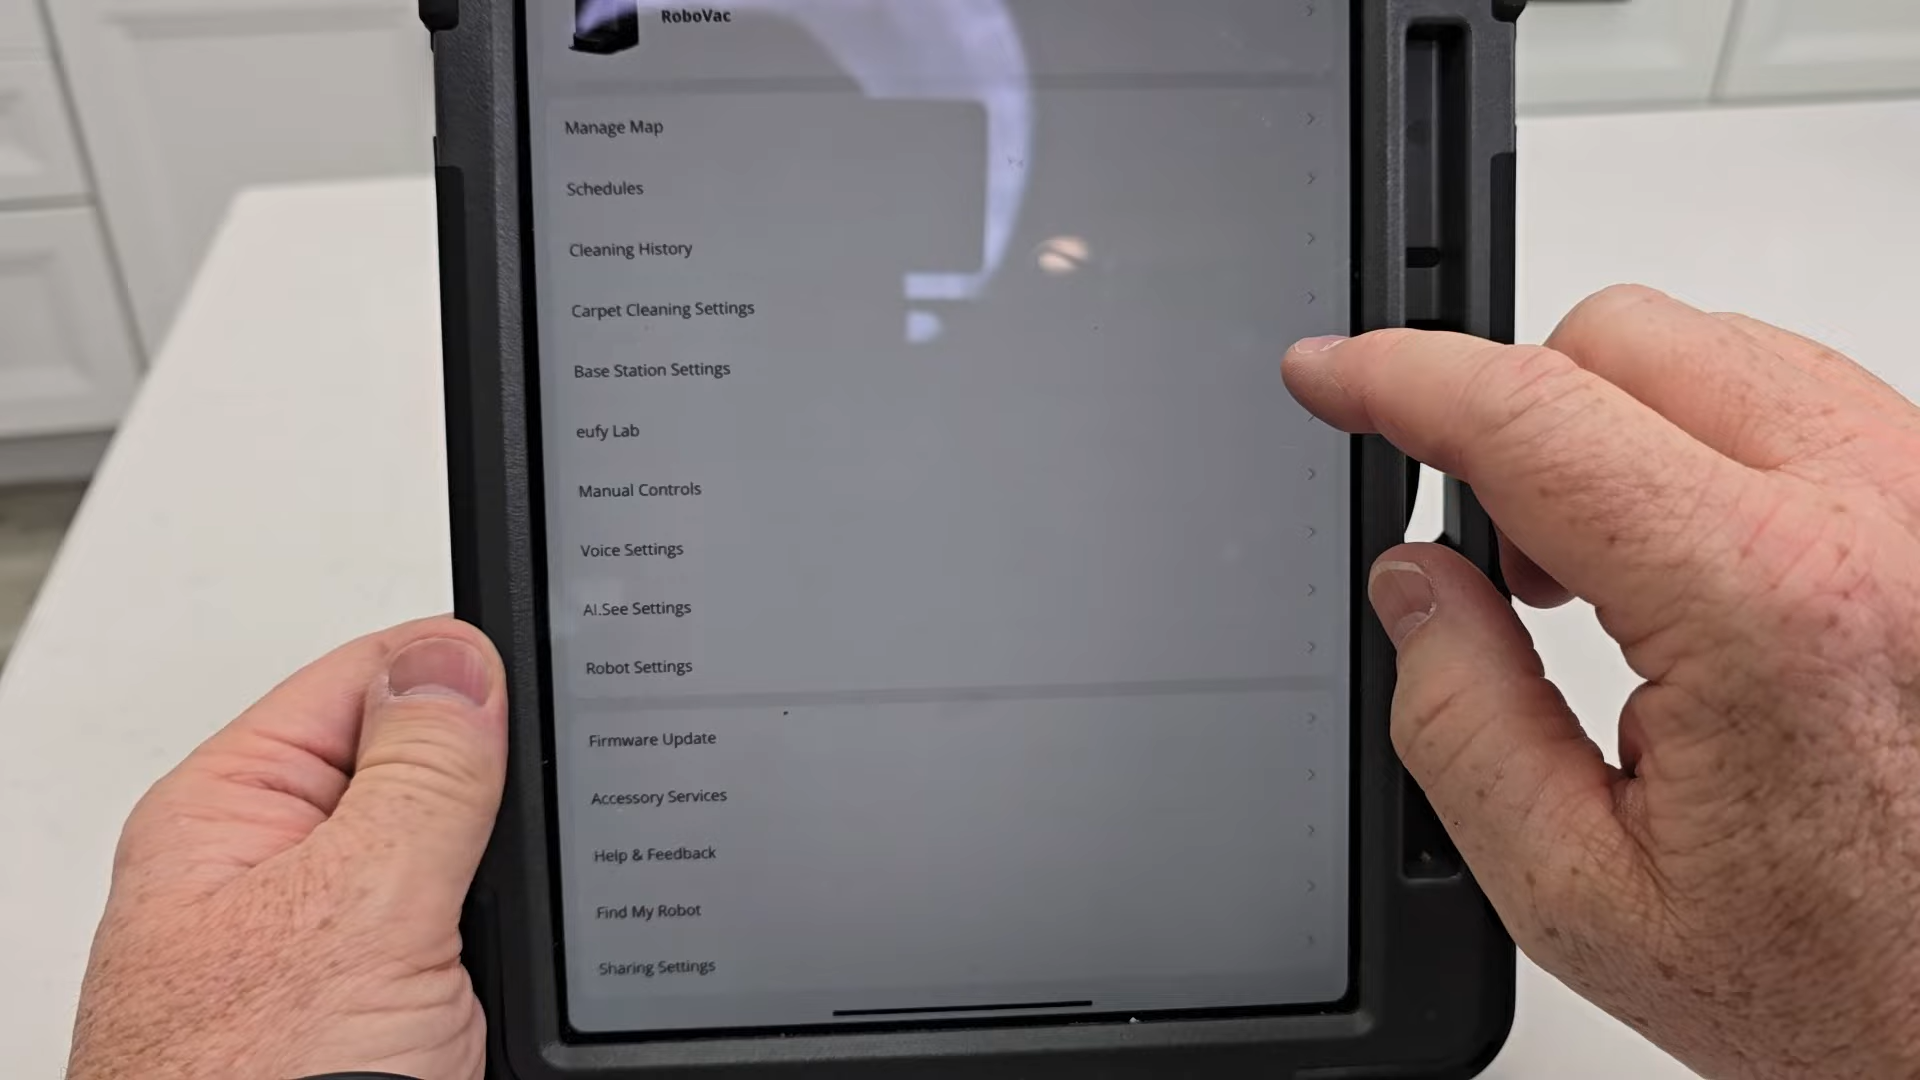 RoboVac
Manage Map
Schedules
Cleaning History
Carpet Cleaning Settings
Base Station Settings
eufy Lab
Manual Controls
Voice Settings
AI.See Settings
Robot Settings
Firmware Update
Accessory Services
Help & Feedback
Find My Robot
Sharing Settings